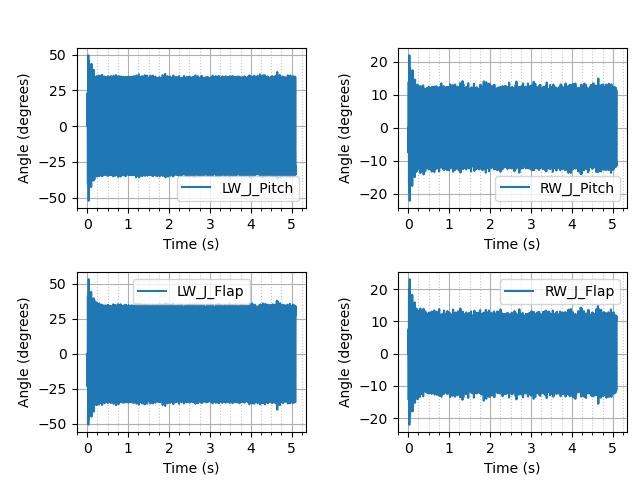 50
25
0
−25
−50
Angle (degrees)
LW_J_Pitch
0 1 2 3 4 5
Time (s)
20
10
0
−10
−20
Angle (degrees)
RW_J_Pitch
0 1 2 3 4 5
Time (s)
50
25
0
−25
−50
Angle (degrees)
LW_J_Flap
0 1 2 3 4 5
Time (s)
20
10
0
−10
−20
Angle (degrees)
RW_J_Flap
0 1 2 3 4 5
Time (s)